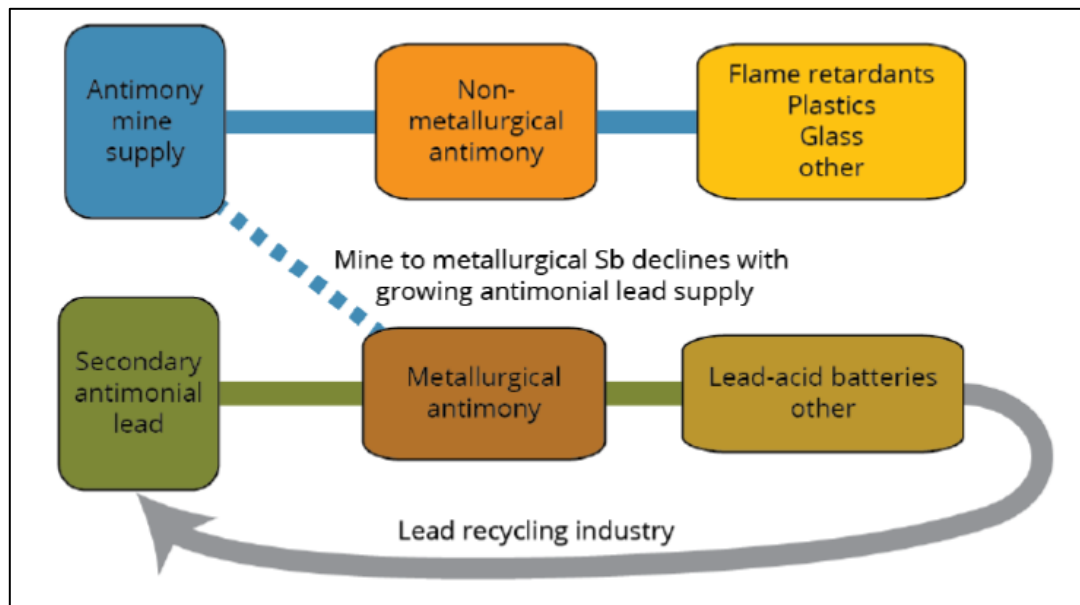 Antimony
mine
supply
Non-
metallurgical
antimony
Flame retardants
Plastics
Glass
other
Mine to metallurgical Sb declines with
growing antimonial lead supply
Secondary
antimonial
lead
Metallurgical
antimony
Lead-acid batteries
other
Lead recycling industry